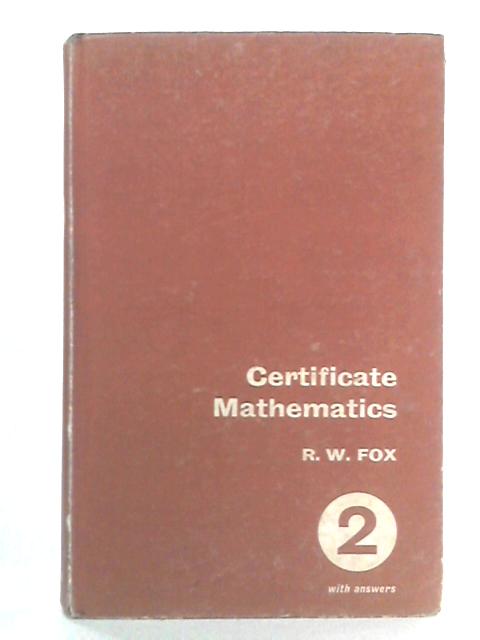 Certificate
Mathematics
R. W. FOX
2
with answers